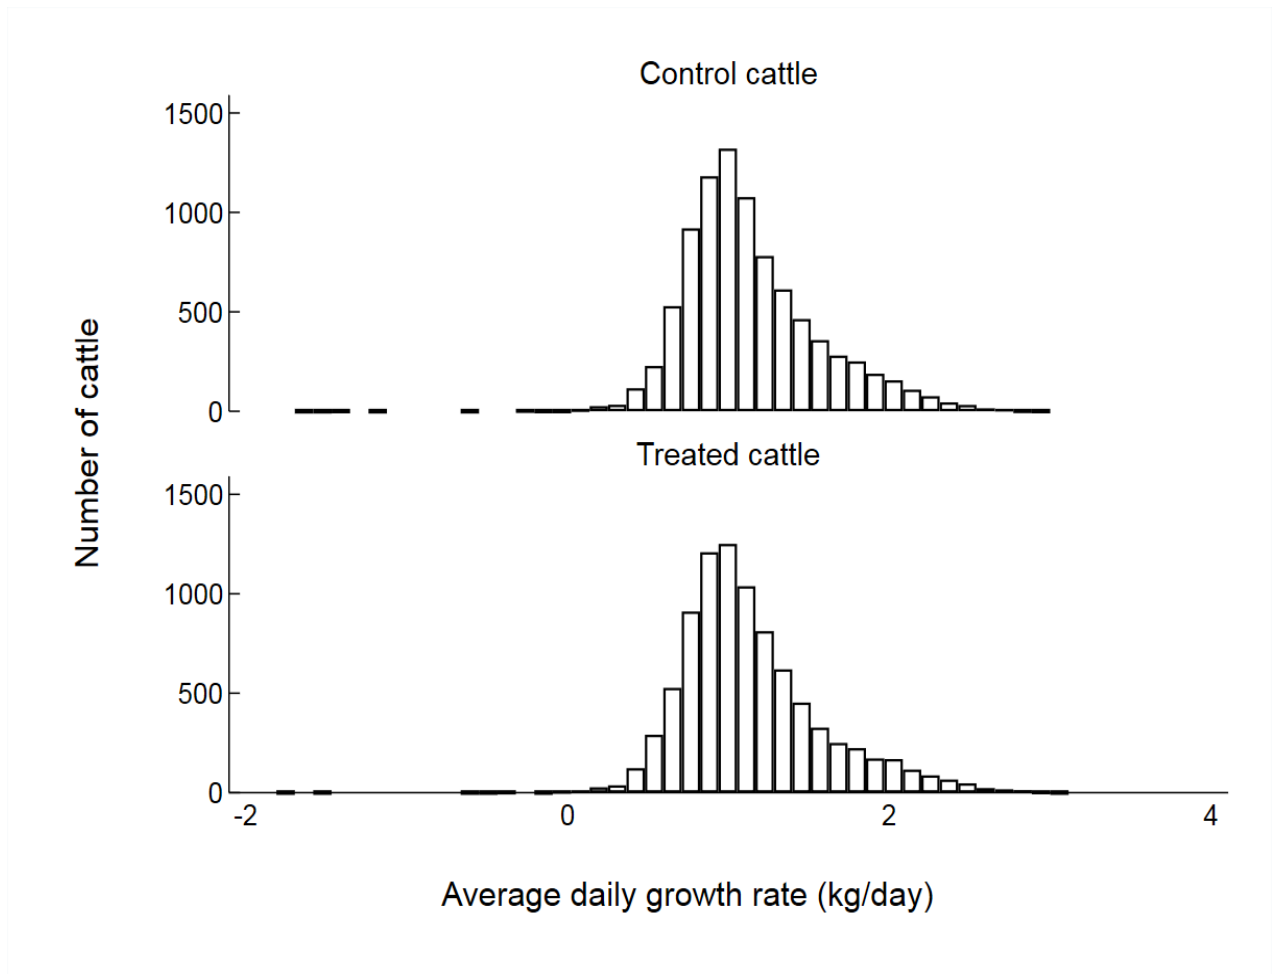 Control cattle
1500
1000
500
0
Treated cattle
1500
1000
500
0
-2 0 2 4
Number of cattle
Average daily growth rate (kg/day)